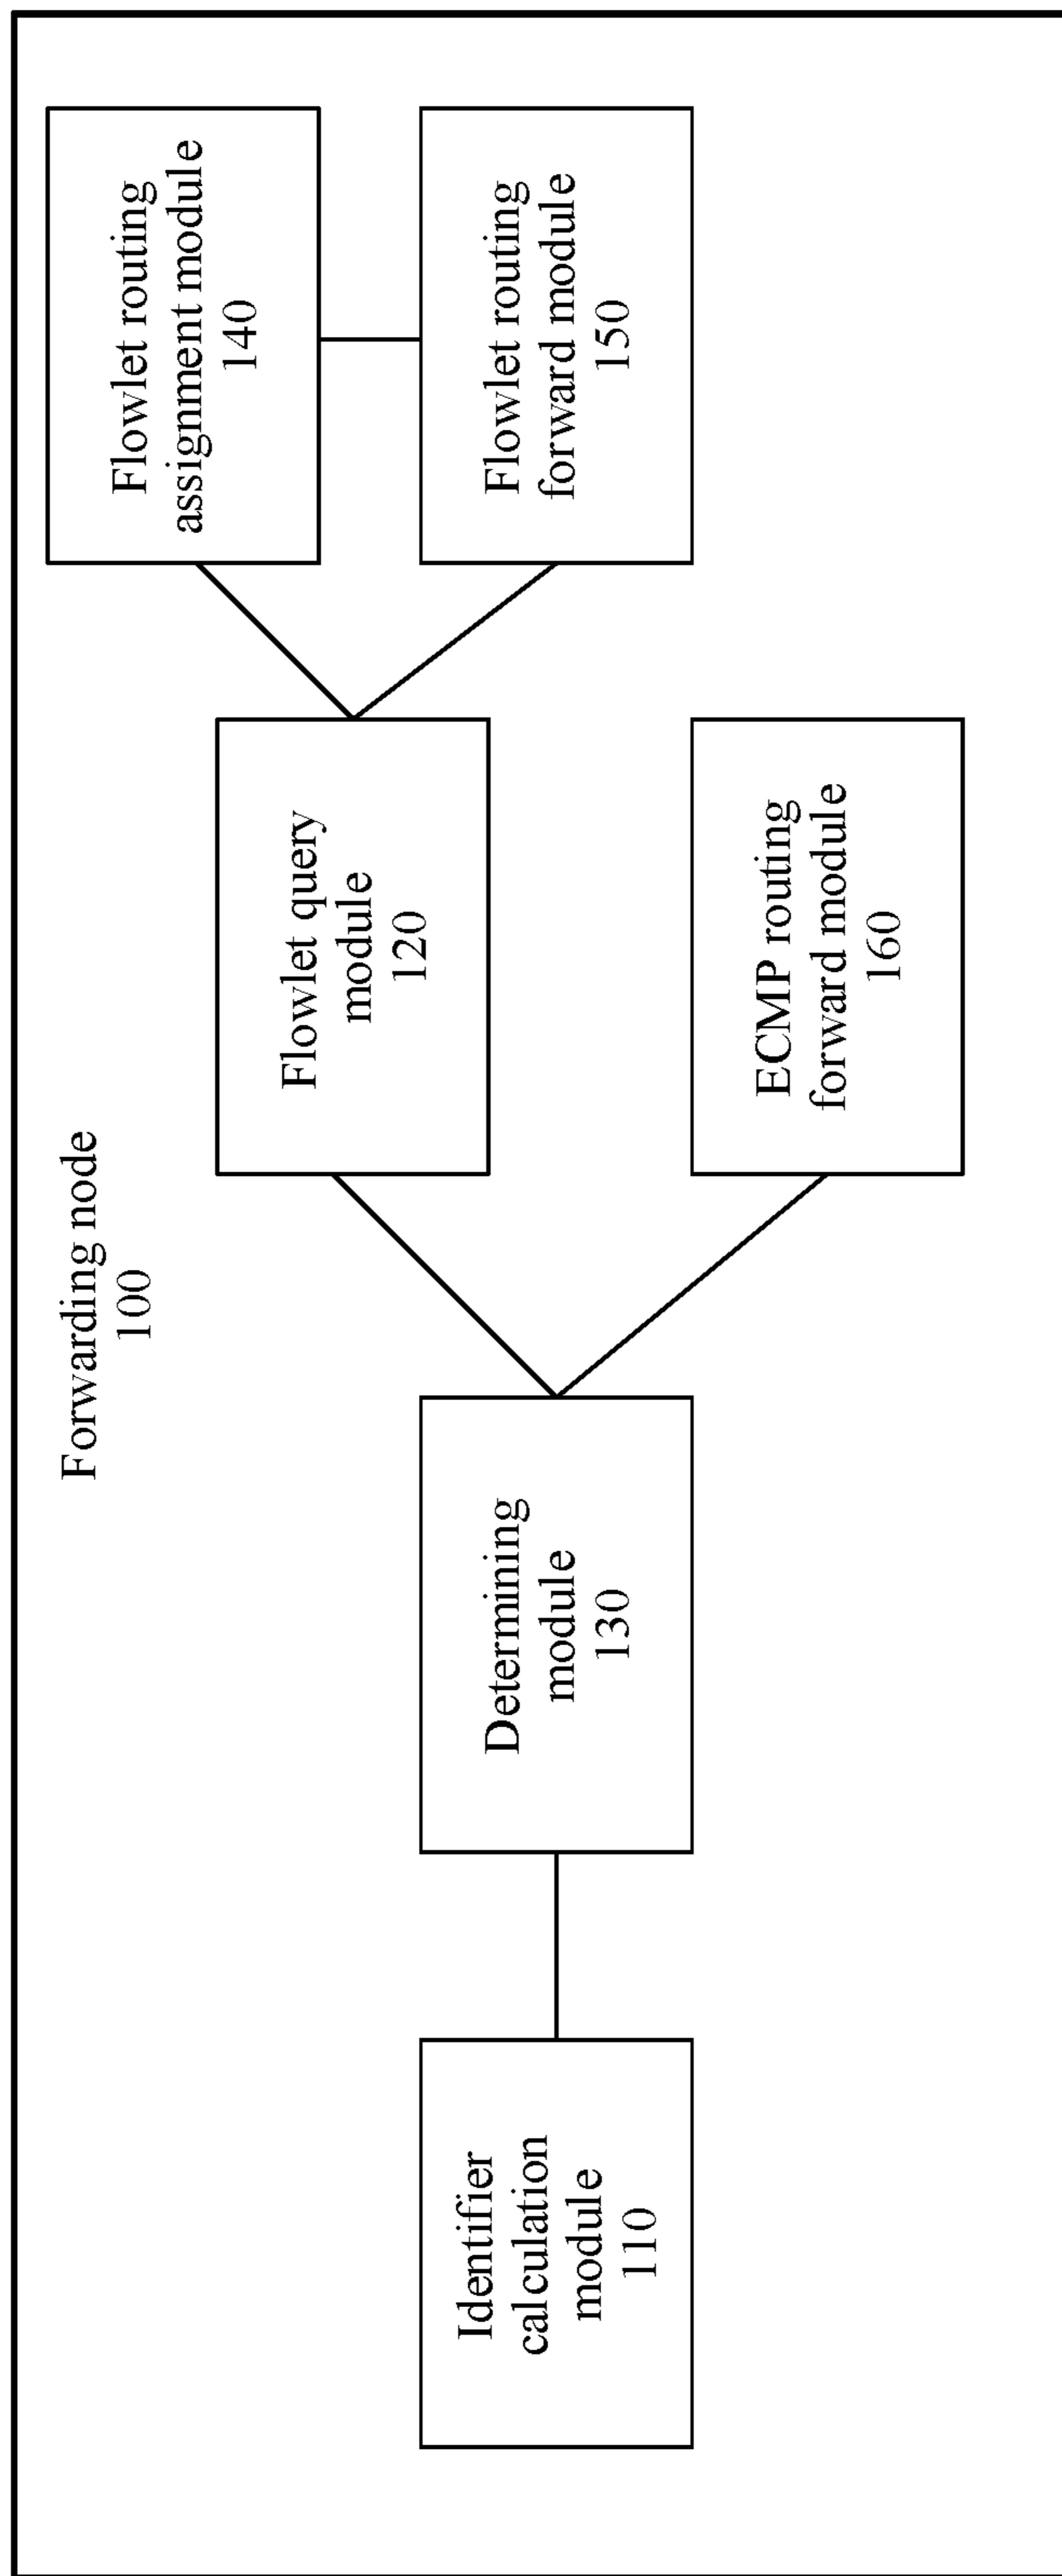 Forwarding node
100
Identifier
calculation
module
110
Determining
module
130
Flowlet query
module
120
ECMP routing
forward module
160
Flowlet routing
assignment module
140
Flowlet routing
forward module
150